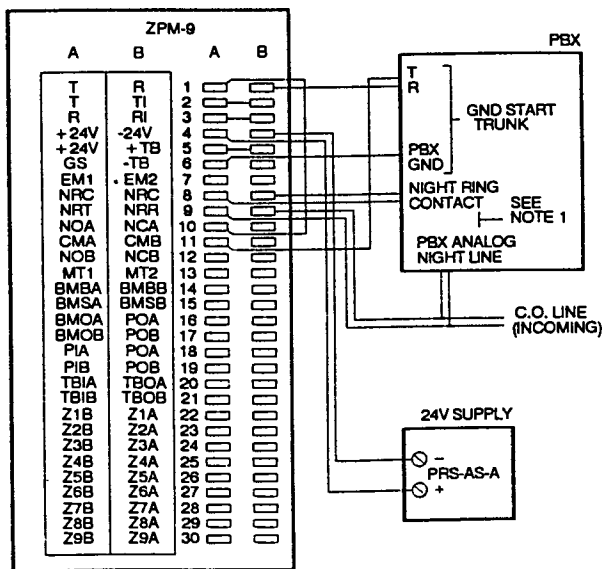 ZPM-9
A B A B
T R 1
T TI 2
R RI 3
+24V -24V 4
+24V +TB 5
GS -TB 6
EM1 EM2 7
NRC NRC 8
NRT NRR 9
NOA NCA 10
CMA CMB 11
NOB NCB 12
MT1 MT2 13
BMBA BMBB 14
BMSA BMSB 15
BMOA POA 16
BMOB POB 17
PIA POA 18
PIB POB 19
TBIA TBOA 20
TBIB TBOB 21
Z1B Z1A 22
Z2B Z2A 23
Z3B Z3A 24
Z4B Z4A 25
Z5B Z5A 26
Z6B Z6A 27
Z7B Z7A 28
Z8B Z8A 29
Z9B Z9A 30
PBX
T
R
GND START
TRUNK
PBX
GND
NIGHT RING
CONTACT
SEE
NOTE 1
PBX ANALOG
NIGHT LINE
C.O. LINE
(INCOMING)
24V SUPPLY
−
PRS-AS-A
+